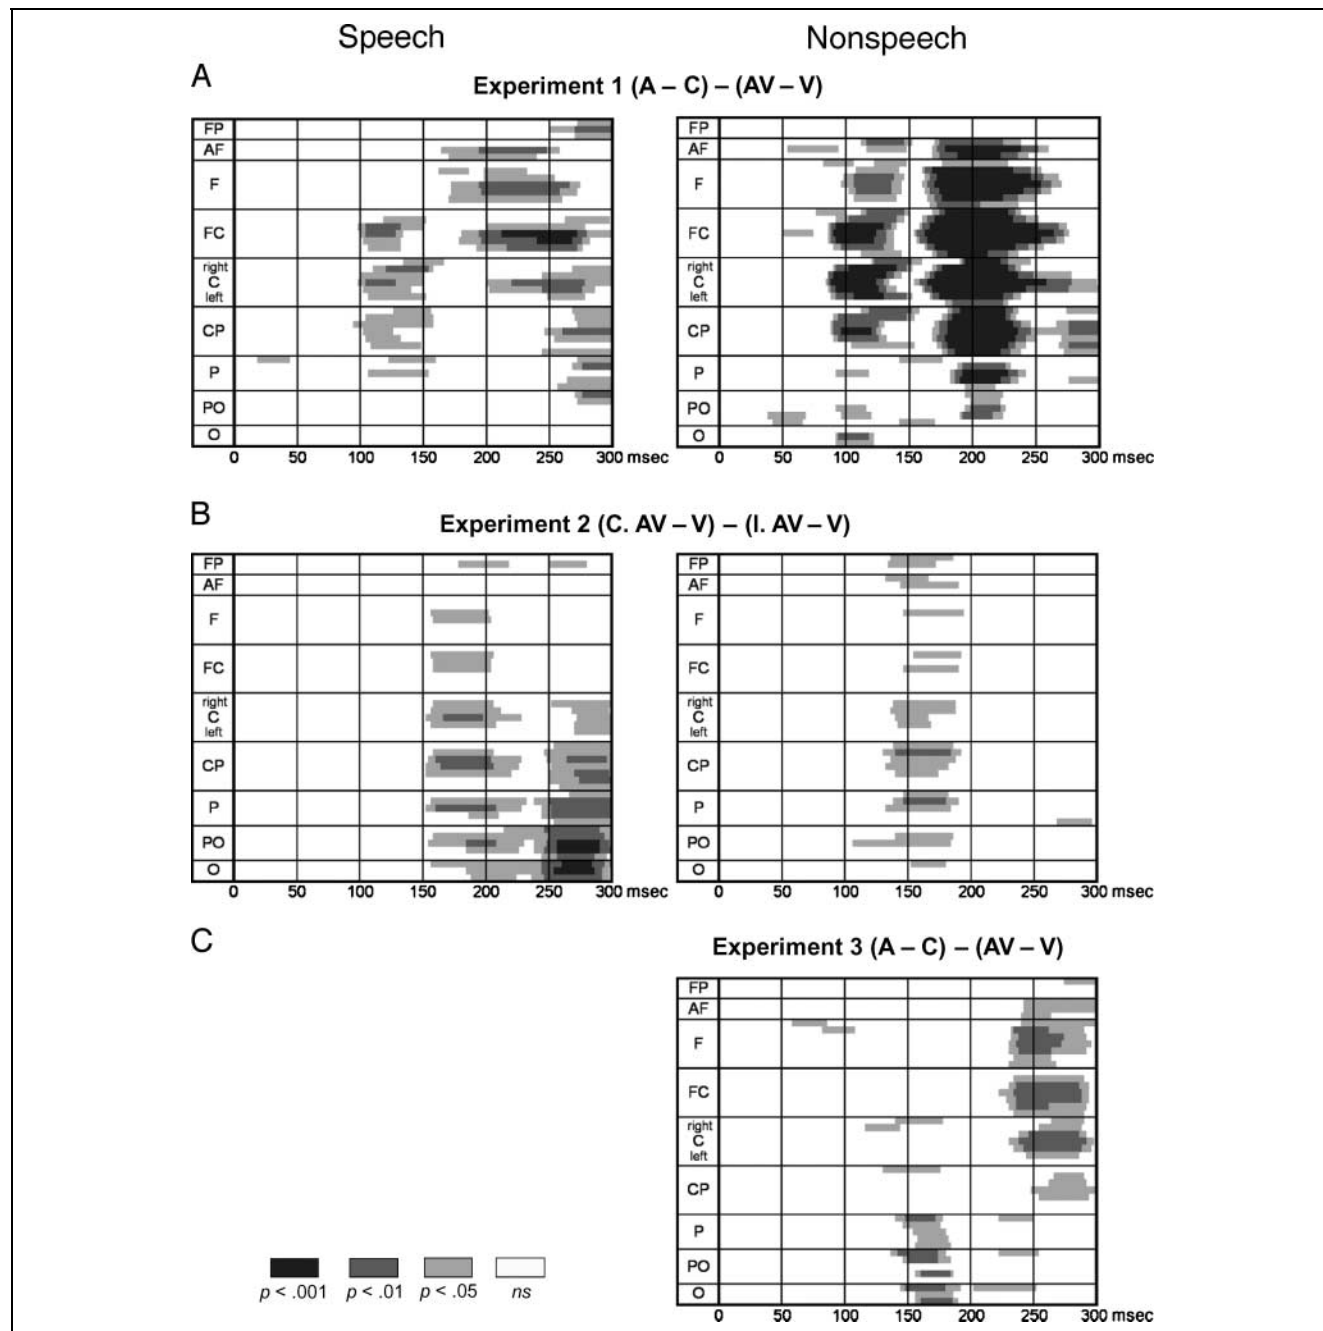 Speech Nonspeech
A
Experiment 1 (A – C) – (AV – V)
FP FP
AF AF
F F
FC FC
right right
C C
left left
CP CP
P P
PO PO
O O
0 50 100 150 200 250 300 msec 0 50 100 150 200 250 300 msec
B
Experiment 2 (C. AV – V) – (I. AV – V)
FP FP
AF AF
F F
FC FC
right right
C C
left left
CP CP
P P
PO PO
O O
0 50 100 150 200 250 300 msec 0 50 100 150 200 250 300 msec
C
Experiment 3 (A – C) – (AV – V)
FP
AF
F
FC
right
C
left
CP
P
PO
O
0 50 100 150 200 250 300 msec
p < .001 p < .01 p < .05 ns